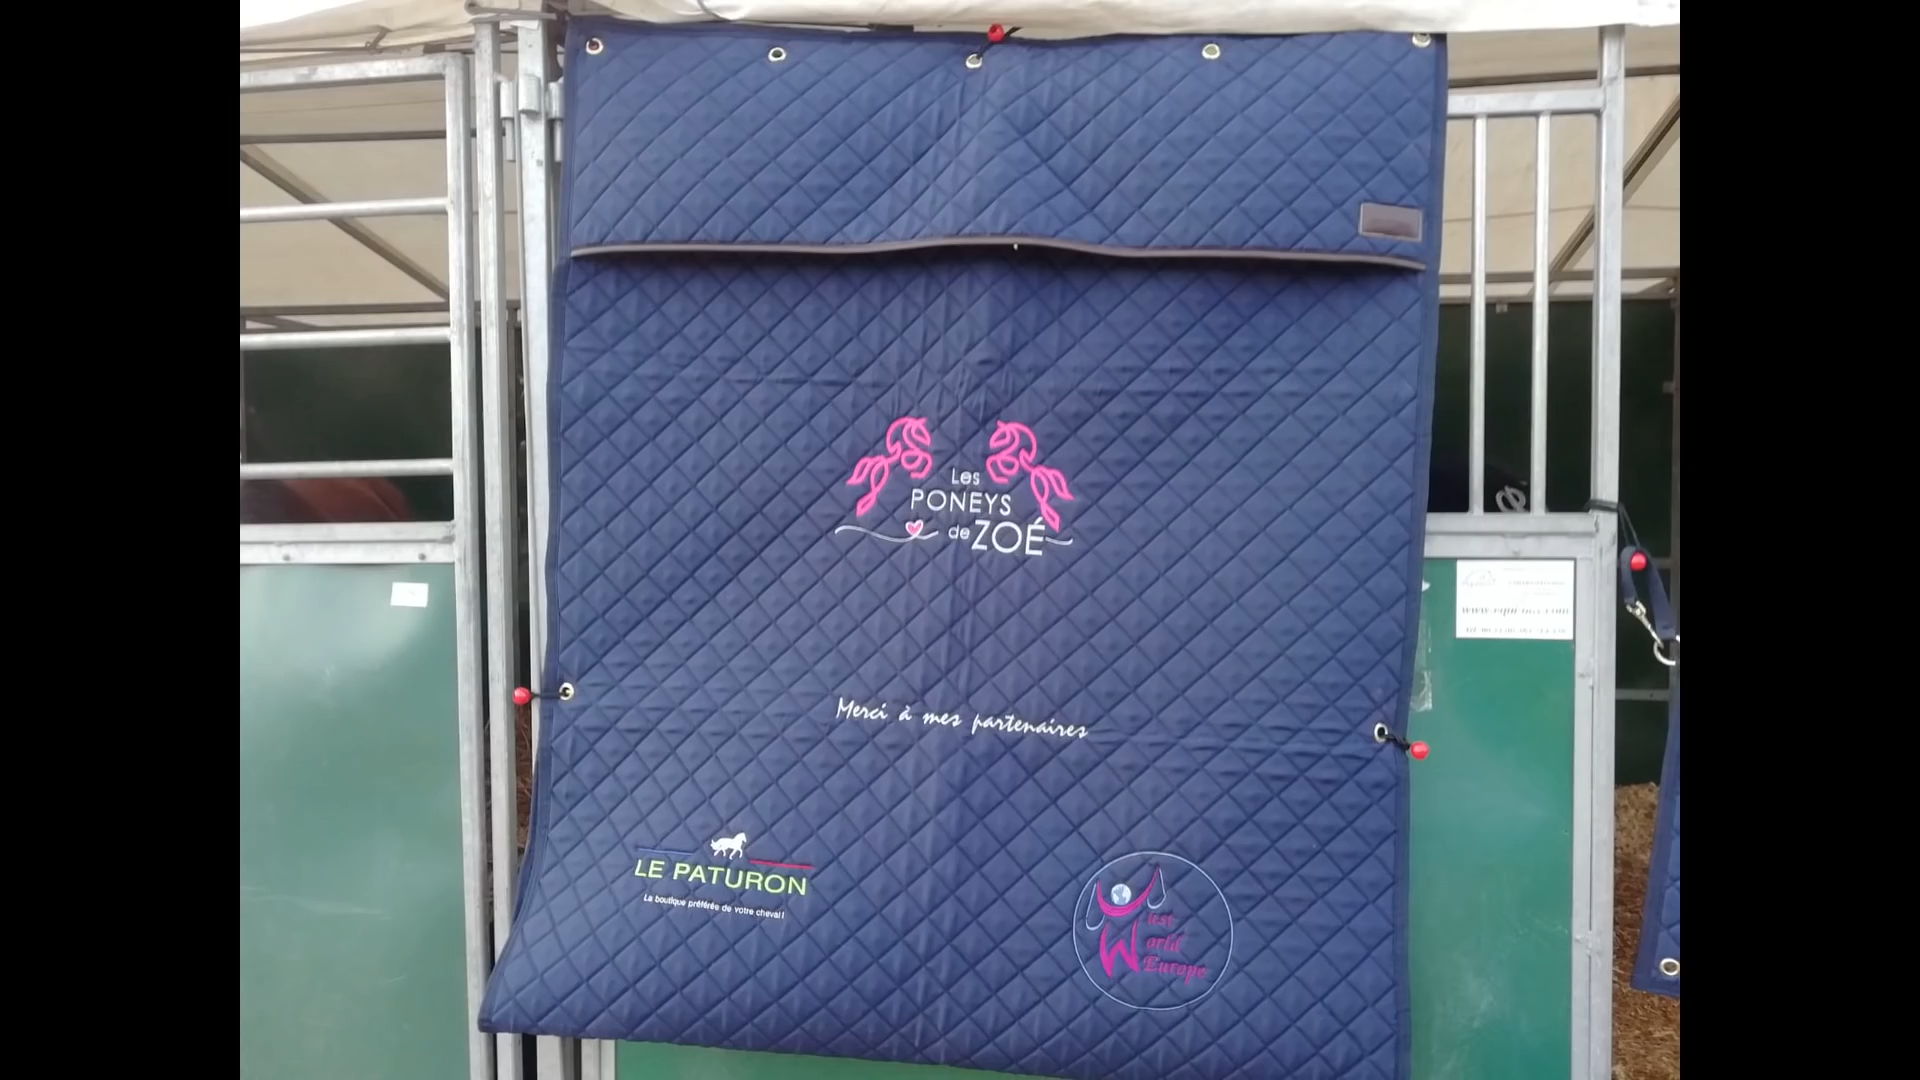 Les
PONEYS
de ZOÉ
Merci à mes partenaires
LE PATURON
La boutique préférée de votre cheval !
West
World
Europe